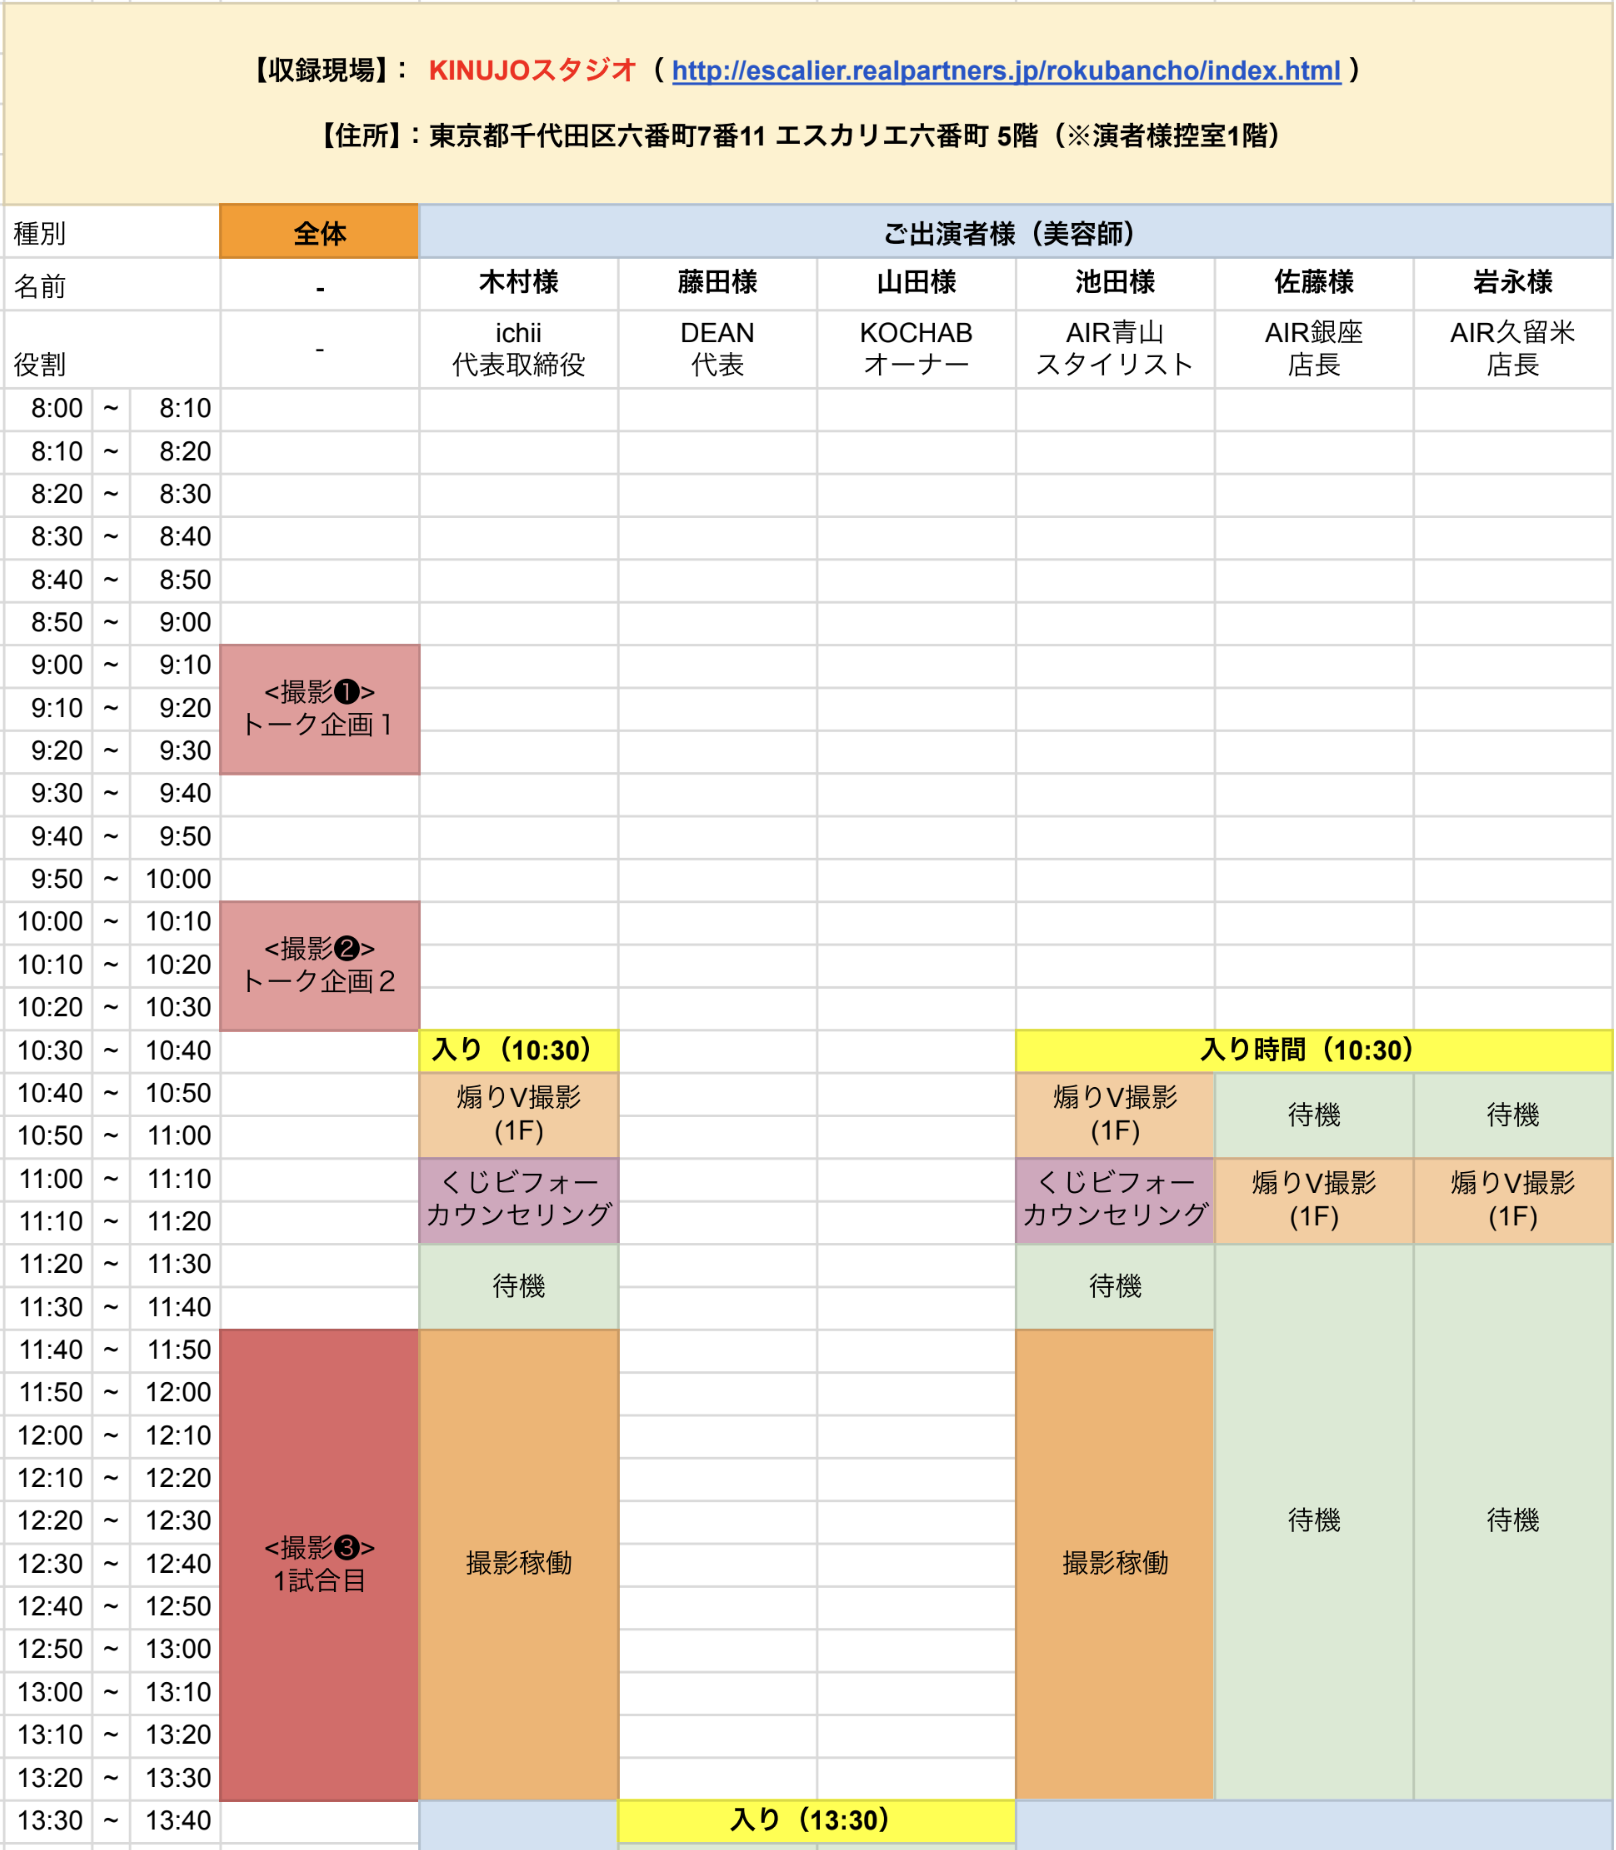 【収録現場】： KINUJOスタジオ（ http://escalier.realpartners.jp/rokubancho/index.html ）
【住所】：東京都千代田区六番町7番11 エスカリエ六番町 5階（※演者様控室1階）
種別 全体 ご出演者様（美容師）
名前 - 木村様 藤田様 山田様 池田様 佐藤様 岩永様
役割 - ichii 代表取締役 DEAN 代表 KOCHAB オーナー AIR青山 スタイリスト AIR銀座 店長 AIR久留米 店長
8:00 ~ 8:10
8:10 ~ 8:20
8:20 ~ 8:30
8:30 ~ 8:40
8:40 ~ 8:50
8:50 ~ 9:00
9:00 ~ 9:10
<撮影❶>
9:10 ~ 9:20
トーク企画１
9:20 ~ 9:30
9:30 ~ 9:40
9:40 ~ 9:50
9:50 ~ 10:00
10:00 ~ 10:10
<撮影❷>
10:10 ~ 10:20
トーク企画２
10:20 ~ 10:30
10:30 ~ 10:40 入り（10:30） 入り時間（10:30）
10:40 ~ 10:50 煽りV撮影 煽りV撮影
待機 待機
10:50 ~ 11:00 (1F) (1F)
11:00 ~ 11:10 くじビフォー くじビフォー 煽りV撮影 煽りV撮影
11:10 ~ 11:20 カウンセリング カウンセリング (1F) (1F)
11:20 ~ 11:30
待機 待機
11:30 ~ 11:40
11:40 ~ 11:50
11:50 ~ 12:00
12:00 ~ 12:10
12:10 ~ 12:20
12:20 ~ 12:30 待機 待機
<撮影❸>
12:30 ~ 12:40 撮影稼働 撮影稼働
1試合目
12:40 ~ 12:50
12:50 ~ 13:00
13:00 ~ 13:10
13:10 ~ 13:20
13:20 ~ 13:30
13:30 ~ 13:40 入り（13:30）